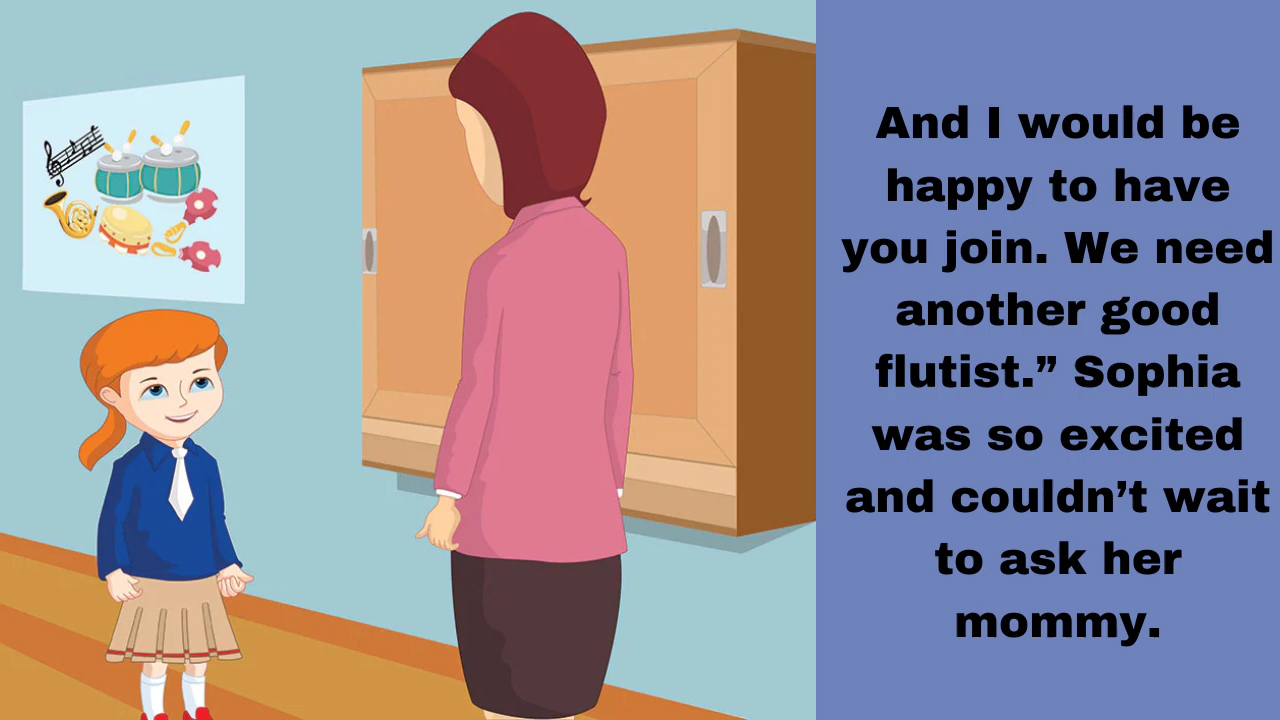 And I would be
happy to have
you join. We need
another good
flutist.” Sophia
was so excited
and couldn’t wait
to ask her
mommy.